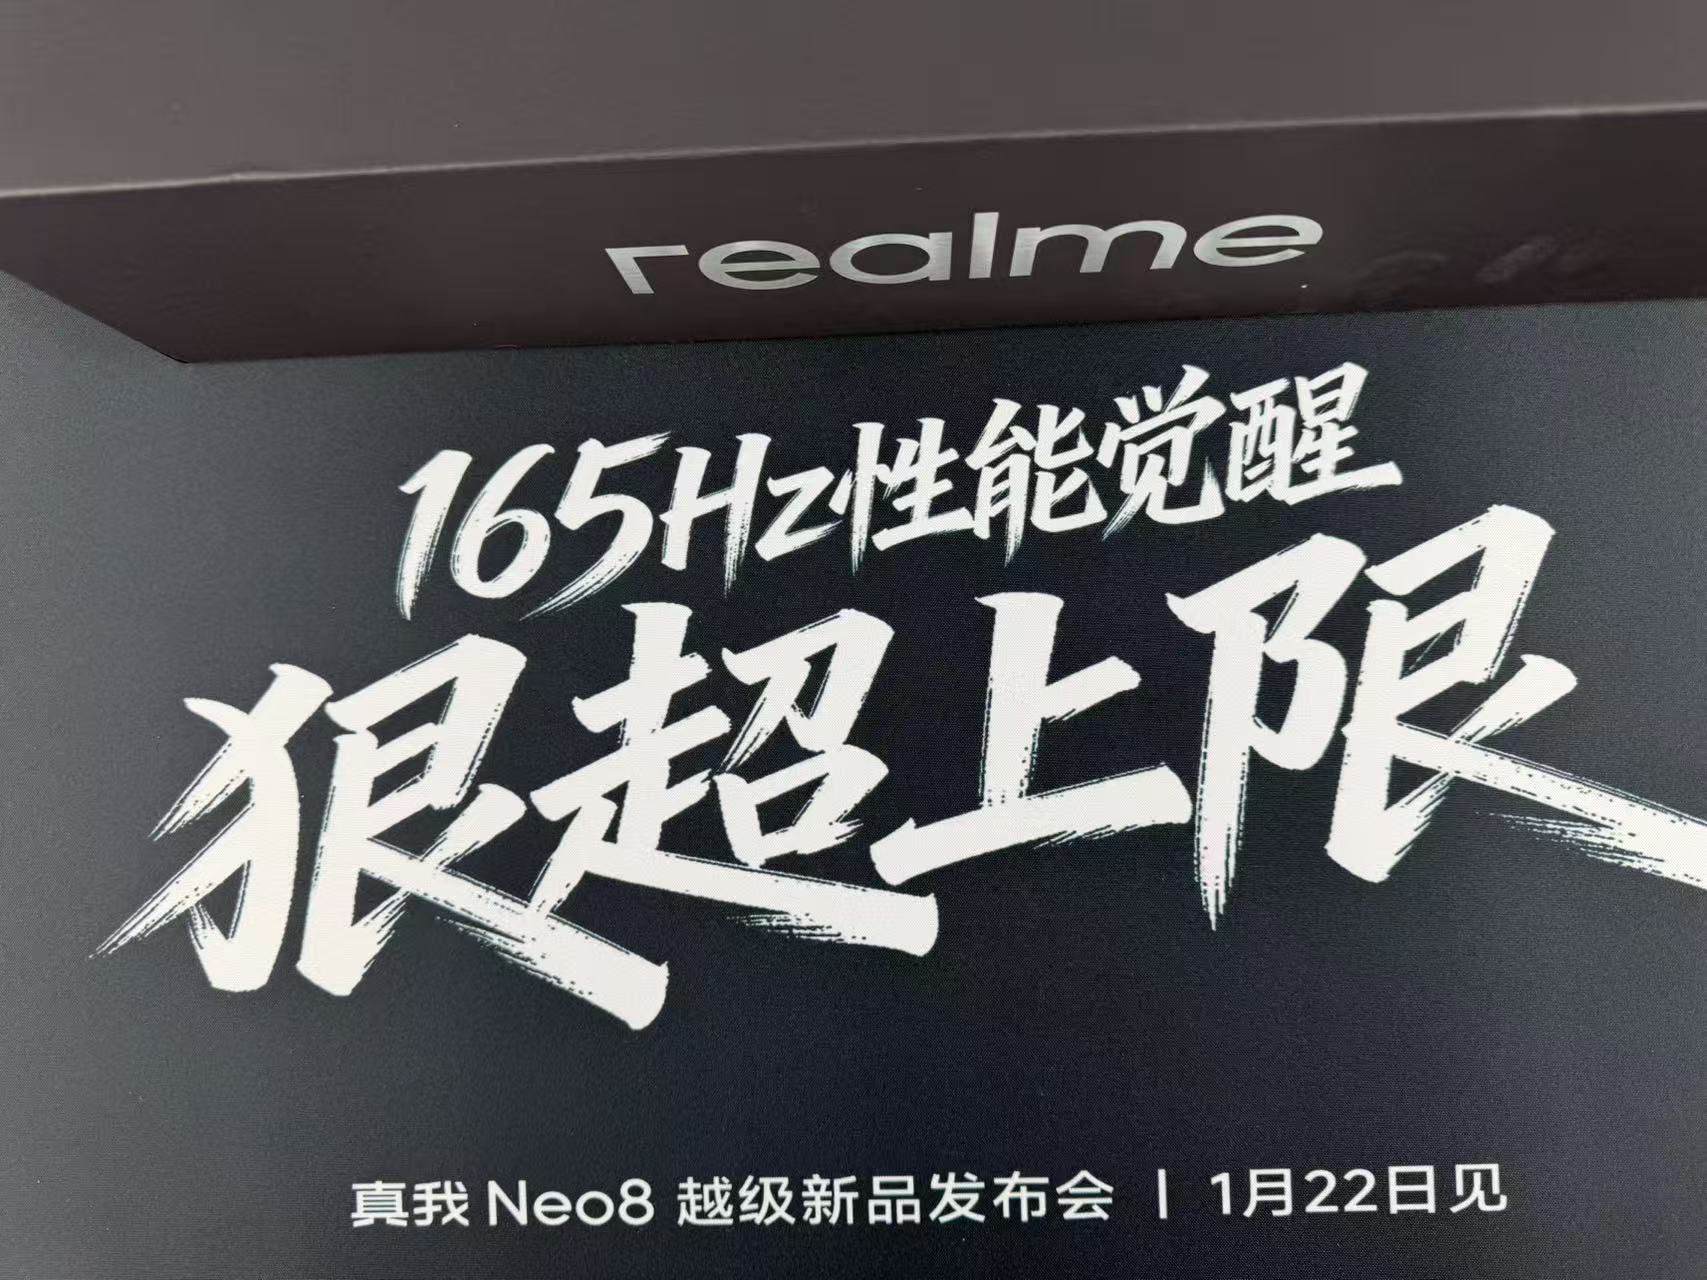 realme
165Hz性能觉醒
狠超上限
真我 Neo8 越级新品发布会 | 1月22日见